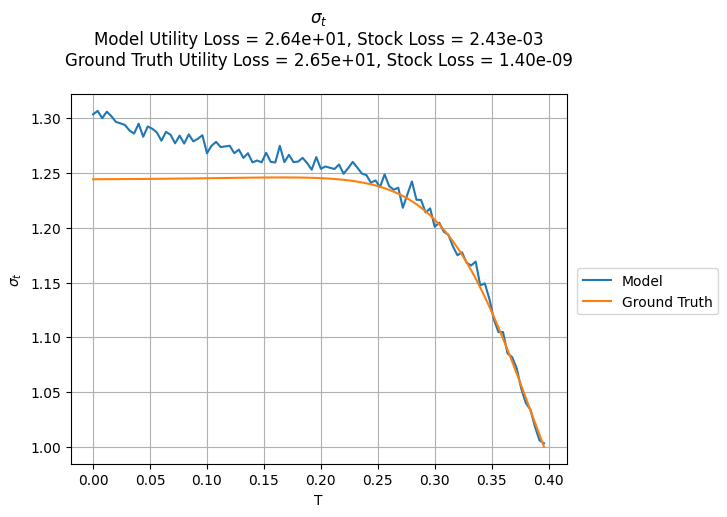 σt
Model Utility Loss = 2.64e+01, Stock Loss = 2.43e-03
Ground Truth Utility Loss = 2.65e+01, Stock Loss = 1.40e-09
1.30
1.25
1.20
1.15
1.10
1.05
1.00
σt
0.00 0.05 0.10 0.15 0.20 0.25 0.30 0.35 0.40
T
Model
Ground Truth